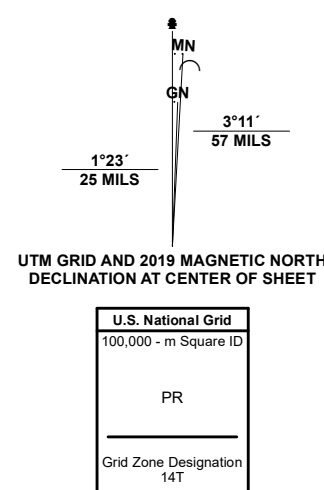 MN
GN
3°11´
57 MILS
1°23´
25 MILS
UTM GRID AND 2019 MAGNETIC NORTH
DECLINATION AT CENTER OF SHEET
U.S. National Grid
100,000 - m Square ID
PR
Grid Zone Designation
14T